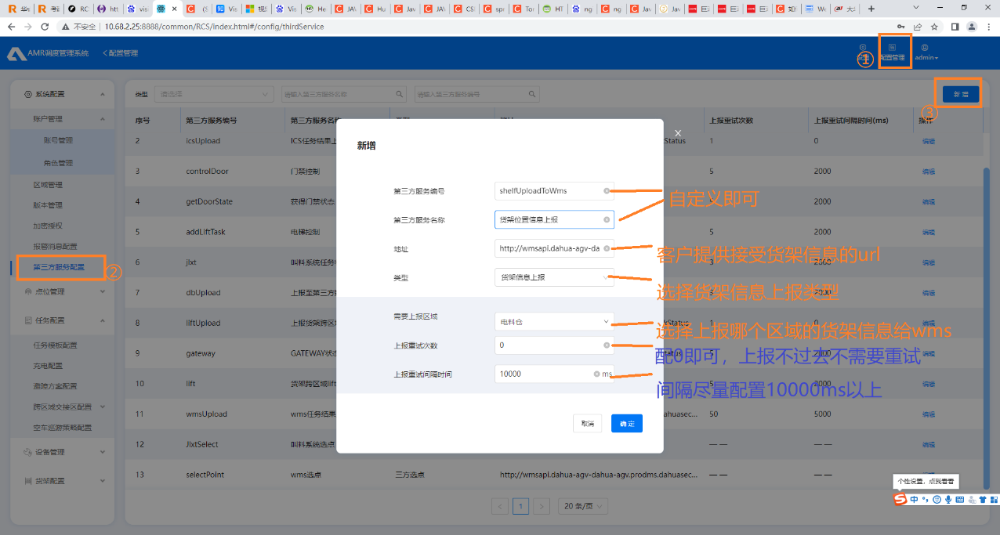 不安全 | 10.68.2.25:8888/common/RCS/index.html#/config/thirdService
AMR调度管理系统 < 配置管理
① 配置管理 admin
系统配置
账户管理
账号管理
角色管理
区域管理
版本管理
加密授权
报警消息配置
第三方服务配置 ②
点位管理
任务配置
任务模板配置
充电配置
避障方案配置
跨区域交接区配置
空车巡游策略配置
设备管理
货架配置
类型 请选择 请输入第三方服务名称 请输入第三方服务编号 新增
③
序号 第三方服务编号 第三方服务名称 上报重试次数 上报重试间隔时间(ms) 操作
2 icsUpload ICS任务结果上 Status 1 0 编辑
3 controlDoor 门禁控制 5 2000 编辑
4 getDoorState 获得门禁状态 2000 编辑
5 addLiftTask 电梯控制 5 2000 编辑
6 jlxt 叫料系统任务 2000 编辑
7 dbUpload 上报至第三方 2000 编辑
8 liftUpload 上报货架跨区域 Status 1 编辑
9 gateway GATEWAY状态 编辑
10 lift 货架跨区域lift 2000 编辑
11 wmsUpload wms任务结果 dahuasec... 50 5000 编辑
12 JlxtSelect 叫料系统选点 —— —— 编辑
13 selectPoint wms选点 三方选点 http://wmsapi.dahua-agv-dahua-agv.prodms.dahuasec... —— ——
< 1 > 20 条/页
新增
第三方服务编号 shelfUploadToWms
第三方服务名称 货架位置信息上报
自定义即可
地址 http://wmsapi.dahua-agv-da
客户提供接受货架信息的url
类型 货架信息上报
选择货架信息上报类型
需要上报区域 电料仓
选择上报哪个区域的货架信息给wms
上报重试次数 0
配0即可，上报不过去不需要重试
上报重试间隔时间 10000 ms
间隔尽量配置10000ms以上
取消 确定
个性设置，点我看看
中